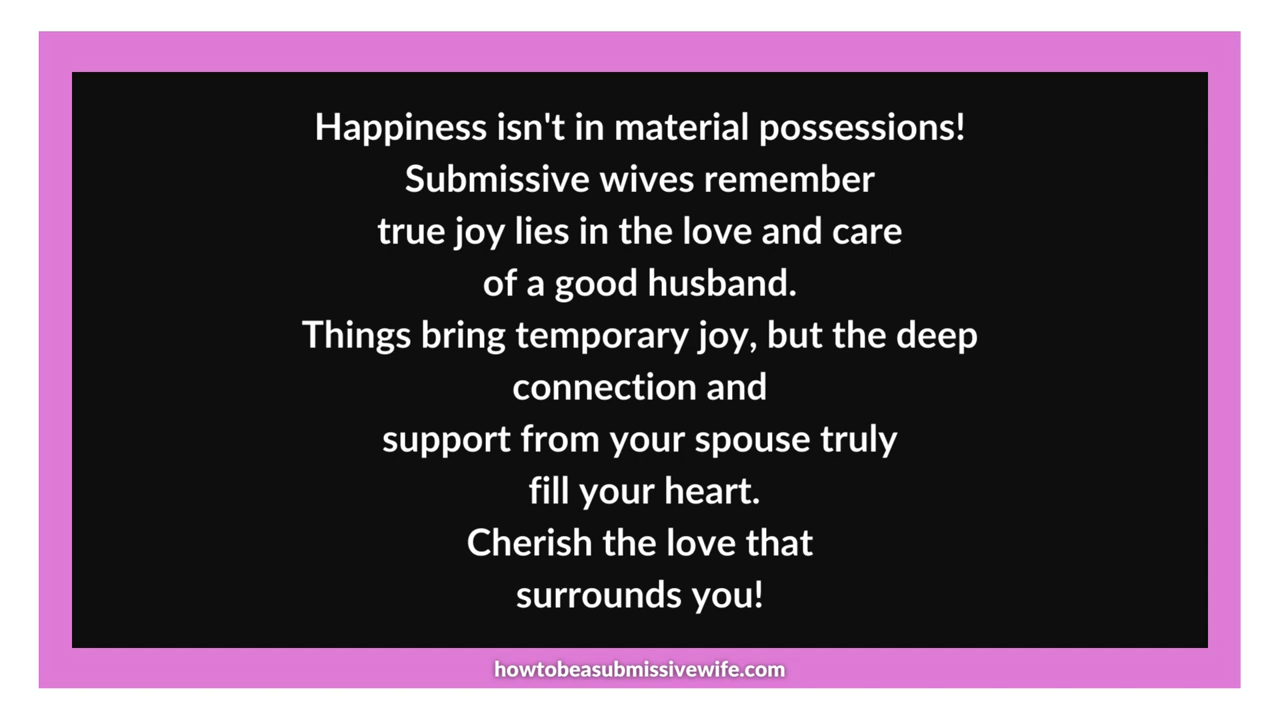 Happiness isn't in material possessions!
Submissive wives remember
true joy lies in the love and care
of a good husband.
Things bring temporary joy, but the deep
connection and
support from your spouse truly
fill your heart.
Cherish the love that
surrounds you!
howtobeasubmissivewife.com